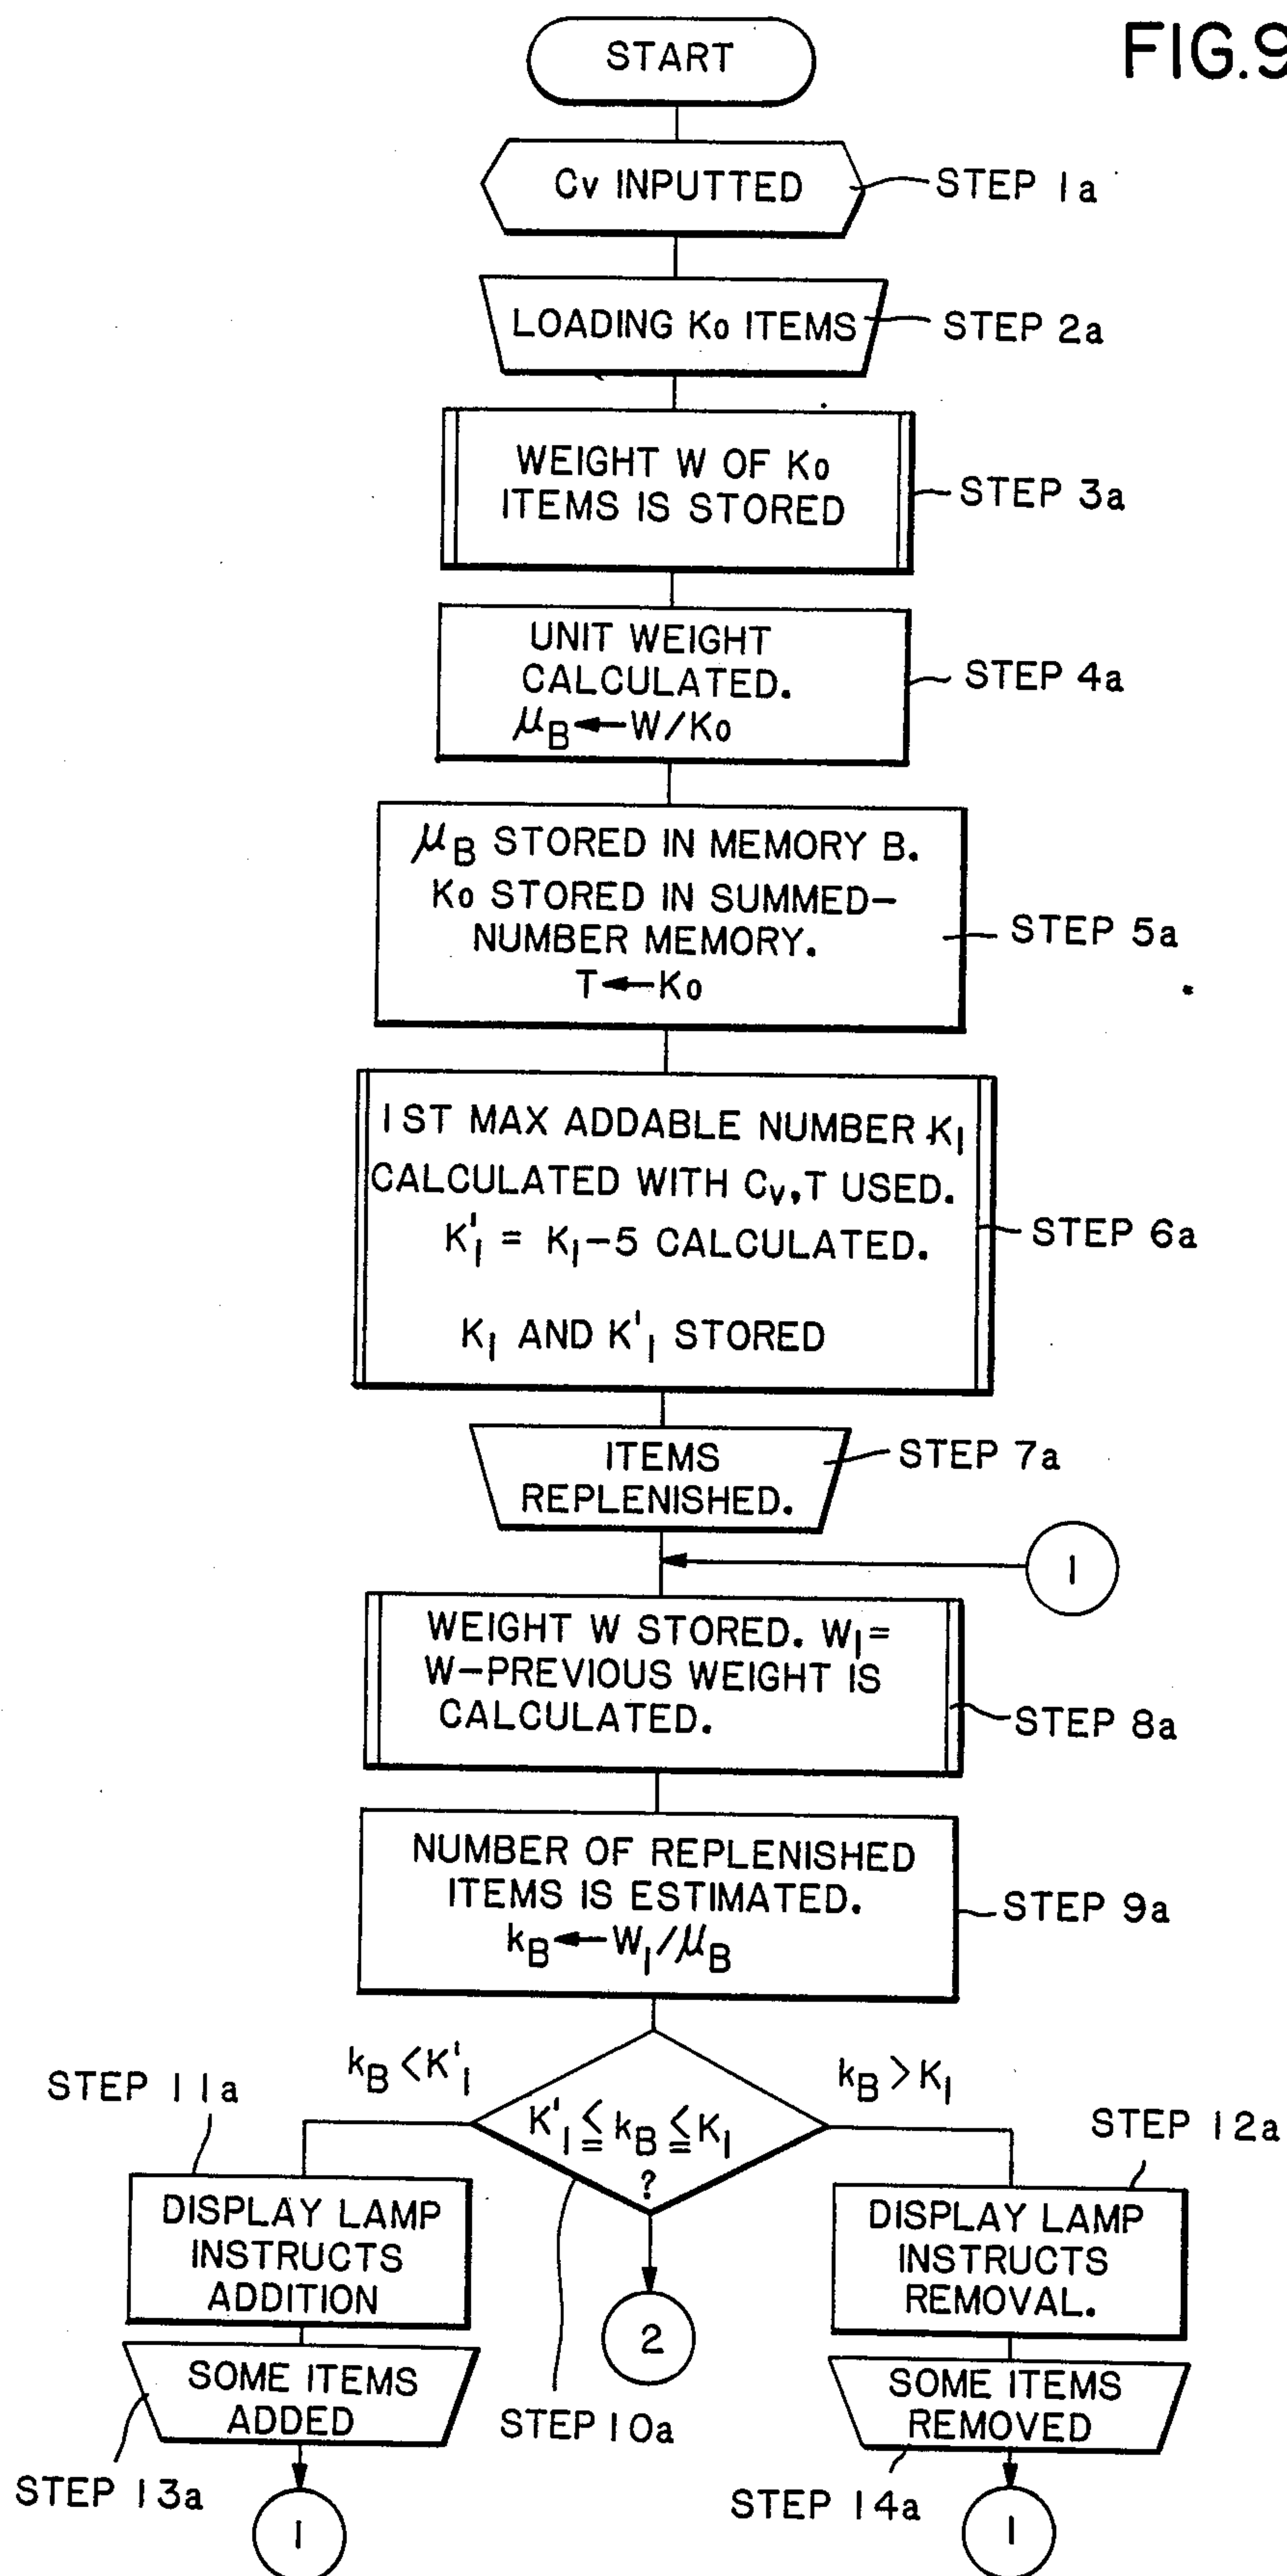 FIG.9
START
Cv INPUTTED
STEP 1a
LOADING K₀ ITEMS
STEP 2a
WEIGHT W OF K₀
ITEMS IS STORED
STEP 3a
UNIT WEIGHT
CALCULATED.
μB←W/K₀
STEP 4a
μB STORED IN MEMORY B.
K₀ STORED IN SUMMED-
NUMBER MEMORY.
T←K₀
STEP 5a
1ST MAX ADDABLE NUMBER K₁
CALCULATED WITH Cv,T USED.
K'₁ = K₁-5 CALCULATED.
K₁ AND K'₁ STORED
STEP 6a
ITEMS
REPLENISHED.
STEP 7a
1
WEIGHT W STORED. W₁=
W-PREVIOUS WEIGHT IS
CALCULATED.
STEP 8a
NUMBER OF REPLENISHED
ITEMS IS ESTIMATED.
kB←W₁/μB
STEP 9a
kB<K'₁
kB>K₁
K'₁≦kB≦K₁
?
STEP 10a
STEP 11a
DISPLAY LAMP
INSTRUCTS
ADDITION
STEP 12a
DISPLAY LAMP
INSTRUCTS
REMOVAL.
2
SOME ITEMS
ADDED
STEP 13a
SOME ITEMS
REMOVED
STEP 14a
1
1